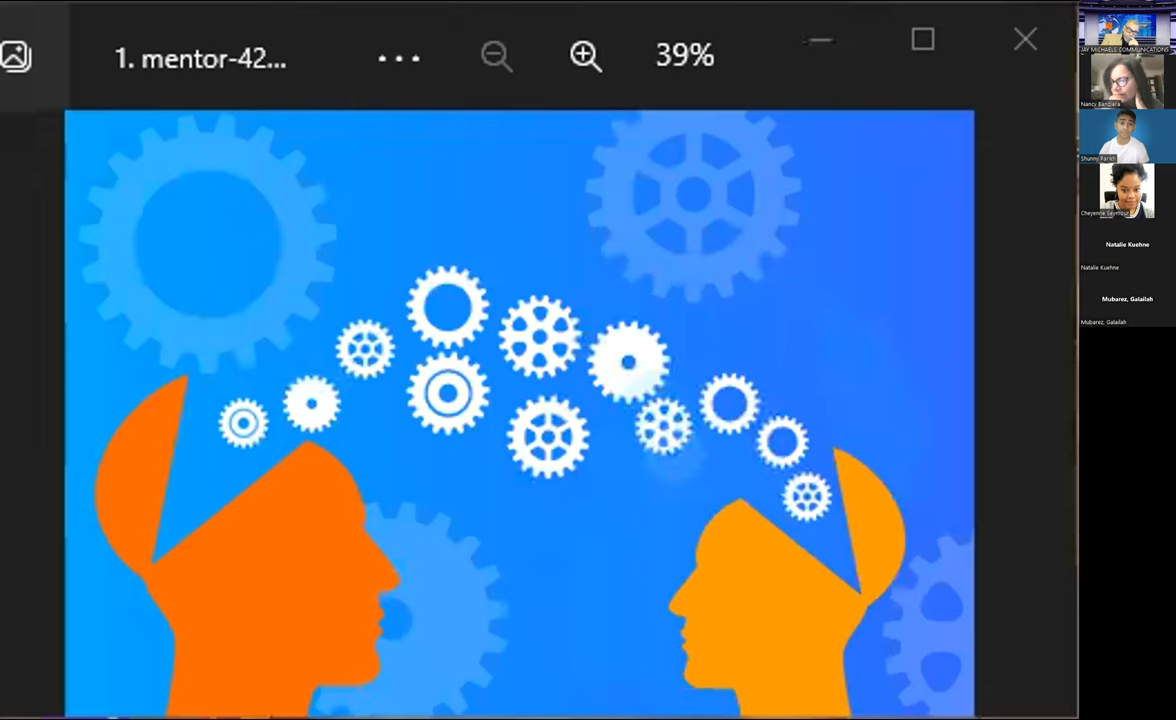 1. mentor-42...
39%
JAY MICHAELS COMMUNICATIONS
Nancy Bandiera
Shunny Parich
Cheyenne Seymour
Natalie Kuehne
Natalie Kuehne
Mubarez, Galailah
Mubarez, Galailah